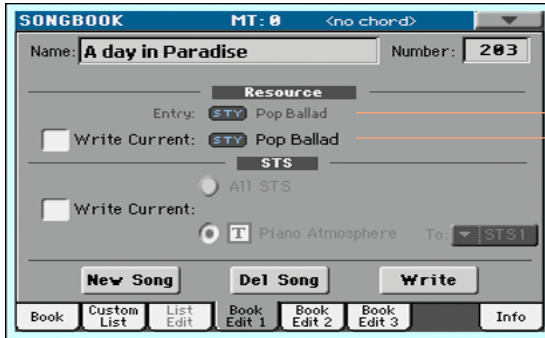 SONGBOOK MT: 0 <no chord>
Name: A day in Paradise Number: 203
Resource
Entry: STY Pop Ballad
Write Current: STY Pop Ballad
STS
All STS
Write Current:
T Piano Atmosphere To: STS1
New Song Del Song Write
Book Custom List List Edit Book Edit 1 Book Edit 2 Book Edit 3 Info